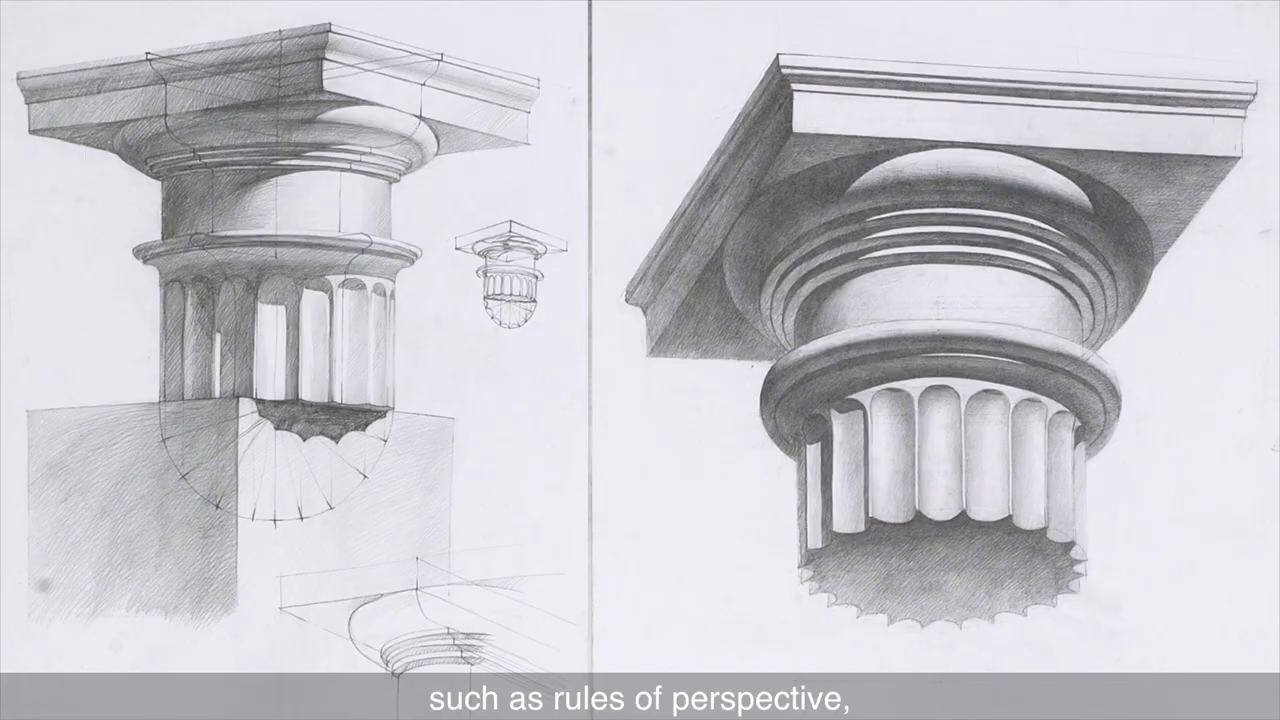 such as rules of perspective,